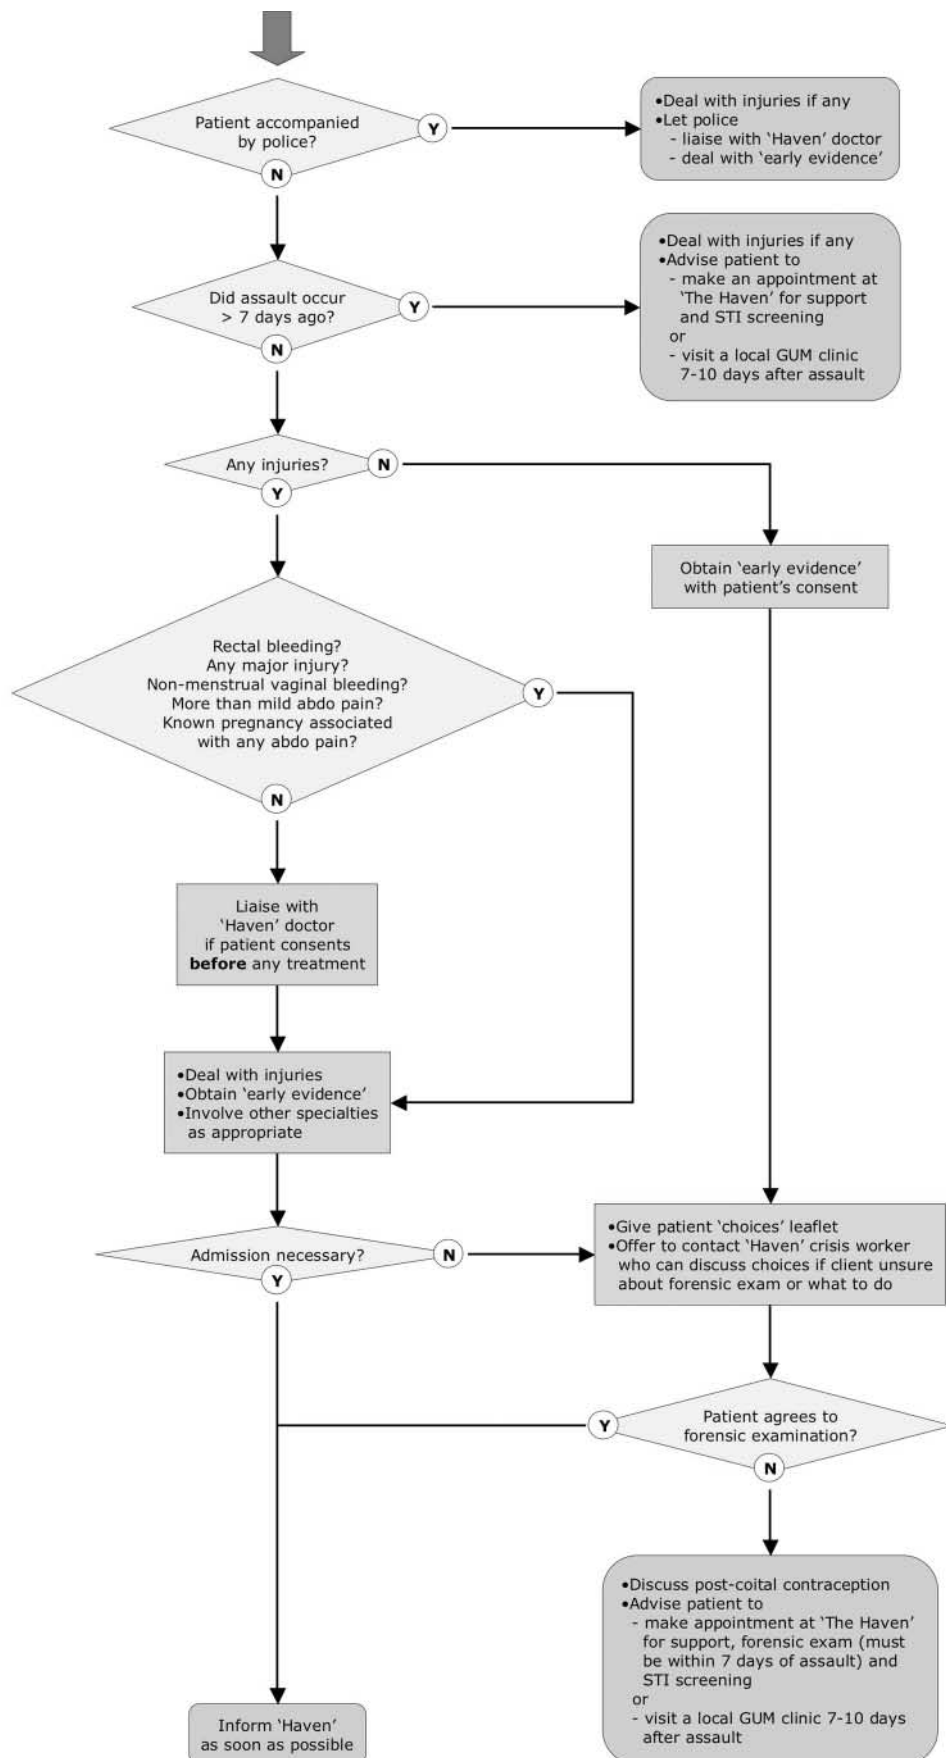 Patient accompanied
by police?
Y
N
•Deal with injuries if any
•Let police
- liaise with ‘Haven’ doctor
- deal with ‘early evidence’
Did assault occur
> 7 days ago?
Y
N
•Deal with injuries if any
•Advise patient to
- make an appointment at
‘The Haven’ for support
and STI screening
or
- visit a local GUM clinic
7-10 days after assault
Any injuries?
N
Y
Obtain ‘early evidence’
with patient’s consent
Rectal bleeding?
Any major injury?
Non-menstrual vaginal bleeding?
More than mild abdo pain?
Known pregnancy associated
with any abdo pain?
Y
N
Liaise with
‘Haven’ doctor
if patient consents
before any treatment
•Deal with injuries
•Obtain ‘early evidence’
•Involve other specialties
as appropriate
Admission necessary?
N
Y
•Give patient ‘choices’ leaflet
•Offer to contact ‘Haven’ crisis worker
who can discuss choices if client unsure
about forensic exam or what to do
Patient agrees to
forensic examination?
Y
N
•Discuss post-coital contraception
•Advise patient to
- make appointment at ‘The Haven’
for support, forensic exam (must
be within 7 days of assault) and
STI screening
or
- visit a local GUM clinic 7-10 days
after assault
Inform ‘Haven’
as soon as possible